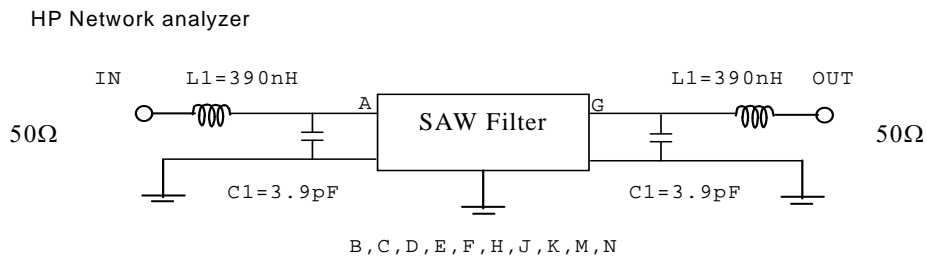 HP Network analyzer
IN L1=390nH L1=390nH OUT
A G
50Ω SAW Filter 50Ω
C1=3.9pF C1=3.9pF
B,C,D,E,F,H,J,K,M,N